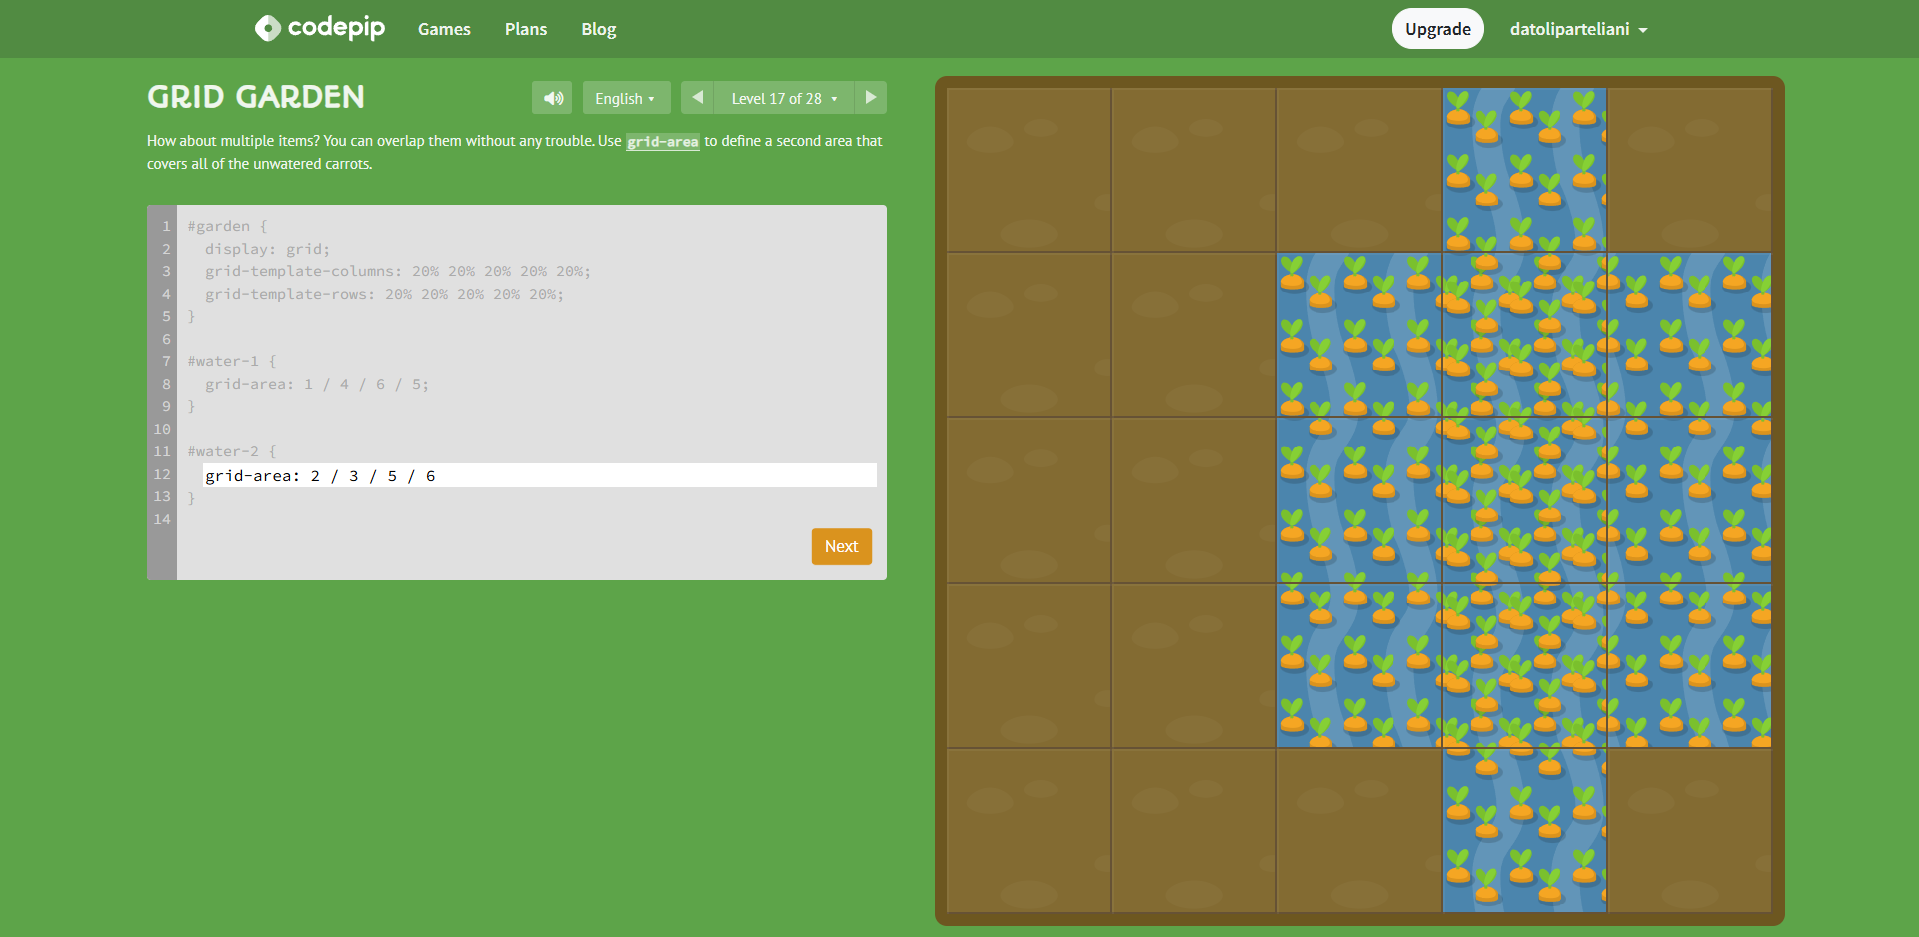 codepip Games Plans Blog Upgrade datoliparteliani
GRID GARDEN English Level 17 of 28
How about multiple items? You can overlap them without any trouble. Use grid-area to define a second area that
covers all of the unwatered carrots.
1 #garden {
2 display: grid;
3 grid-template-columns: 20% 20% 20% 20% 20%;
4 grid-template-rows: 20% 20% 20% 20% 20%;
5 }
6
7 #water-1 {
8 grid-area: 1 / 4 / 6 / 5;
9 }
10
11 #water-2 {
12 grid-area: 2 / 3 / 5 / 6
13 }
14
Next